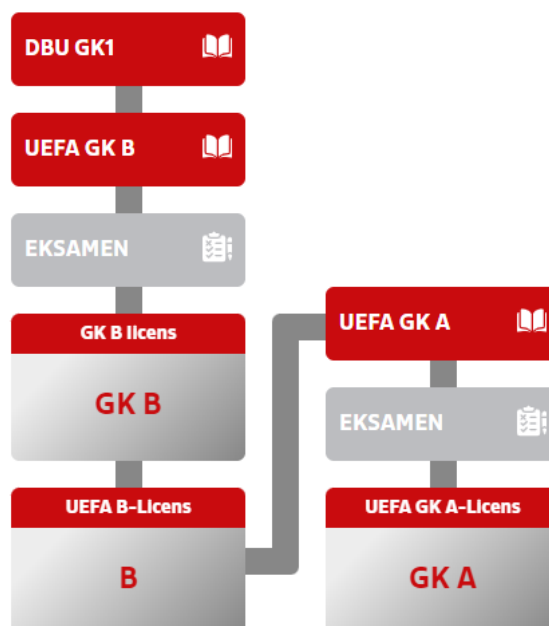 DBU GK1
UEFA GK B
EKSAMEN
GK B licens
GK B
UEFA B-Licens
B
UEFA GK A
EKSAMEN
UEFA GK A-Licens
GK A